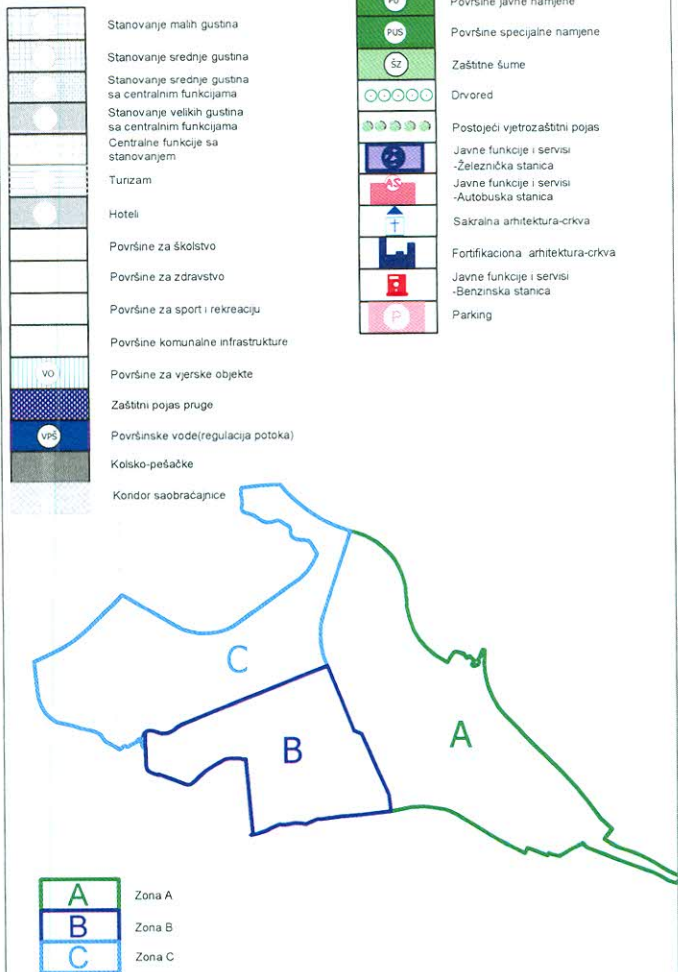 Stanovanje malih gustina
Stanovanje srednje gustina
Stanovanje srednje gustina
sa centralnim funkcijama
Stanovanje velikih gustina
sa centralnim funkcijama
Centralne funkcije sa
stanovanjem
Turizam
Hoteli
Površine za školstvo
Površine za zdravstvo
Površine za sport i rekreaciju
Površine komunalne infrastrukture
VO
Površine za vjerske objekte
Zaštitni pojas pruge
VPŠ
Površinske vode(regulacija potoka)
Kolsko-pešačke
Koridor saobraćajnice
Površine javne namjene
PUS
Površine specijalne namjene
ŠZ
Zaštitne šume
Drvored
Postojeći vjetrozaštitni pojas
Javne funkcije i servisi
-Železnička stanica
AS
Javne funkcije i servisi
-Autobuska stanica
Sakralna arhitektura-crkva
Fortifikaciona arhitektura-crkva
Javne funkcije i servisi
-Benzinska stanica
P
Parking
C
B
A
A
Zona A
B
Zona B
C
Zona C